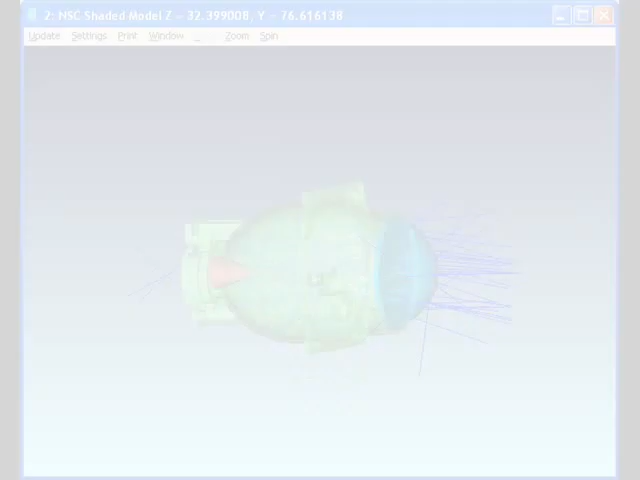 2: NSC Shaded Model Z = 32.399008, Y = 76.616138
Update Settings Print Window Zoom Spin